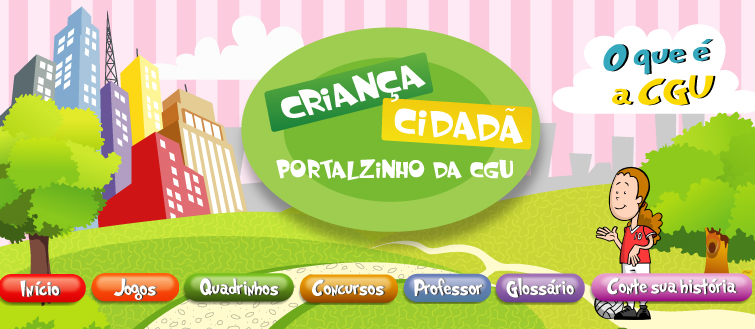 CRIANÇA
CIDADÃ
PORTALZINHO DA CGU
O que é
a CGU
Início
Jogos
Quadrinhos
Concursos
Professor
Glossário
Conte sua história